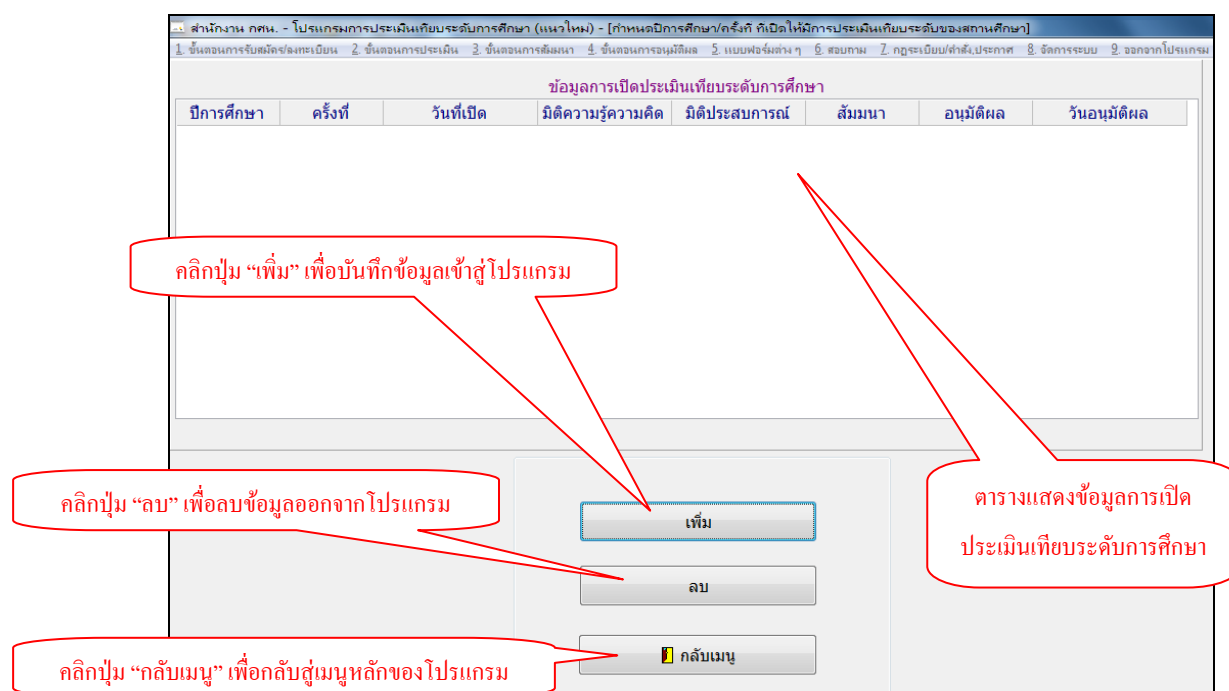 สำนักงาน กศน. - โปรแกรมการประเมินเทียบระดับการศึกษา (แนวใหม่) - [กำหนดปีการศึกษา/ครั้งที่ ที่เปิดให้มีการประเมินเทียบระดับของสถานศึกษา]
1. ขั้นตอนการรับสมัคร/ลงทะเบียน 2. ขั้นตอนการประเมิน 3. ขั้นตอนการสัมมนา 4. ขั้นตอนการอนุมัติผล 5. แบบฟอร์มต่าง ๆ 6. สอบถาม 7. กฎระเบียบ/คำสั่ง,ประกาศ 8. จัดการระบบ 9. ออกจากโปรแกรม
ข้อมูลการเปิดประเมินเทียบระดับการศึกษา
ปีการศึกษา ครั้งที่ วันที่เปิด มิติความรู้ความคิด มิติประสบการณ์ สัมมนา อนุมัติผล วันอนุมัติผล
คลิกปุ่ม “เพิ่ม” เพื่อบันทึกข้อมูลเข้าสู่โปรแกรม
คลิกปุ่ม “ลบ” เพื่อลบข้อมูลออกจากโปรแกรม
ตารางแสดงข้อมูลการเปิด
ประเมินเทียบระดับการศึกษา
เพิ่ม
ลบ
กลับเมนู
คลิกปุ่ม “กลับเมนู” เพื่อกลับสู่เมนูหลักของโปรแกรม